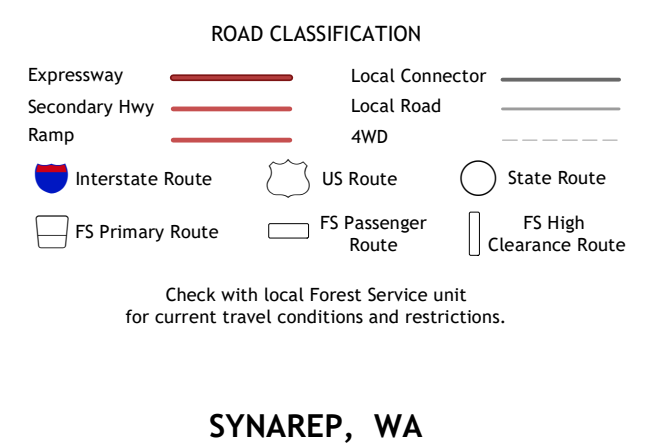 ROAD CLASSIFICATION
Expressway
Local Connector
Secondary Hwy
Local Road
Ramp
4WD
Interstate Route
US Route
State Route
FS Primary Route
FS Passenger
Route
FS High
Clearance Route
Check with local Forest Service unit
for current travel conditions and restrictions.
SYNAREP, WA